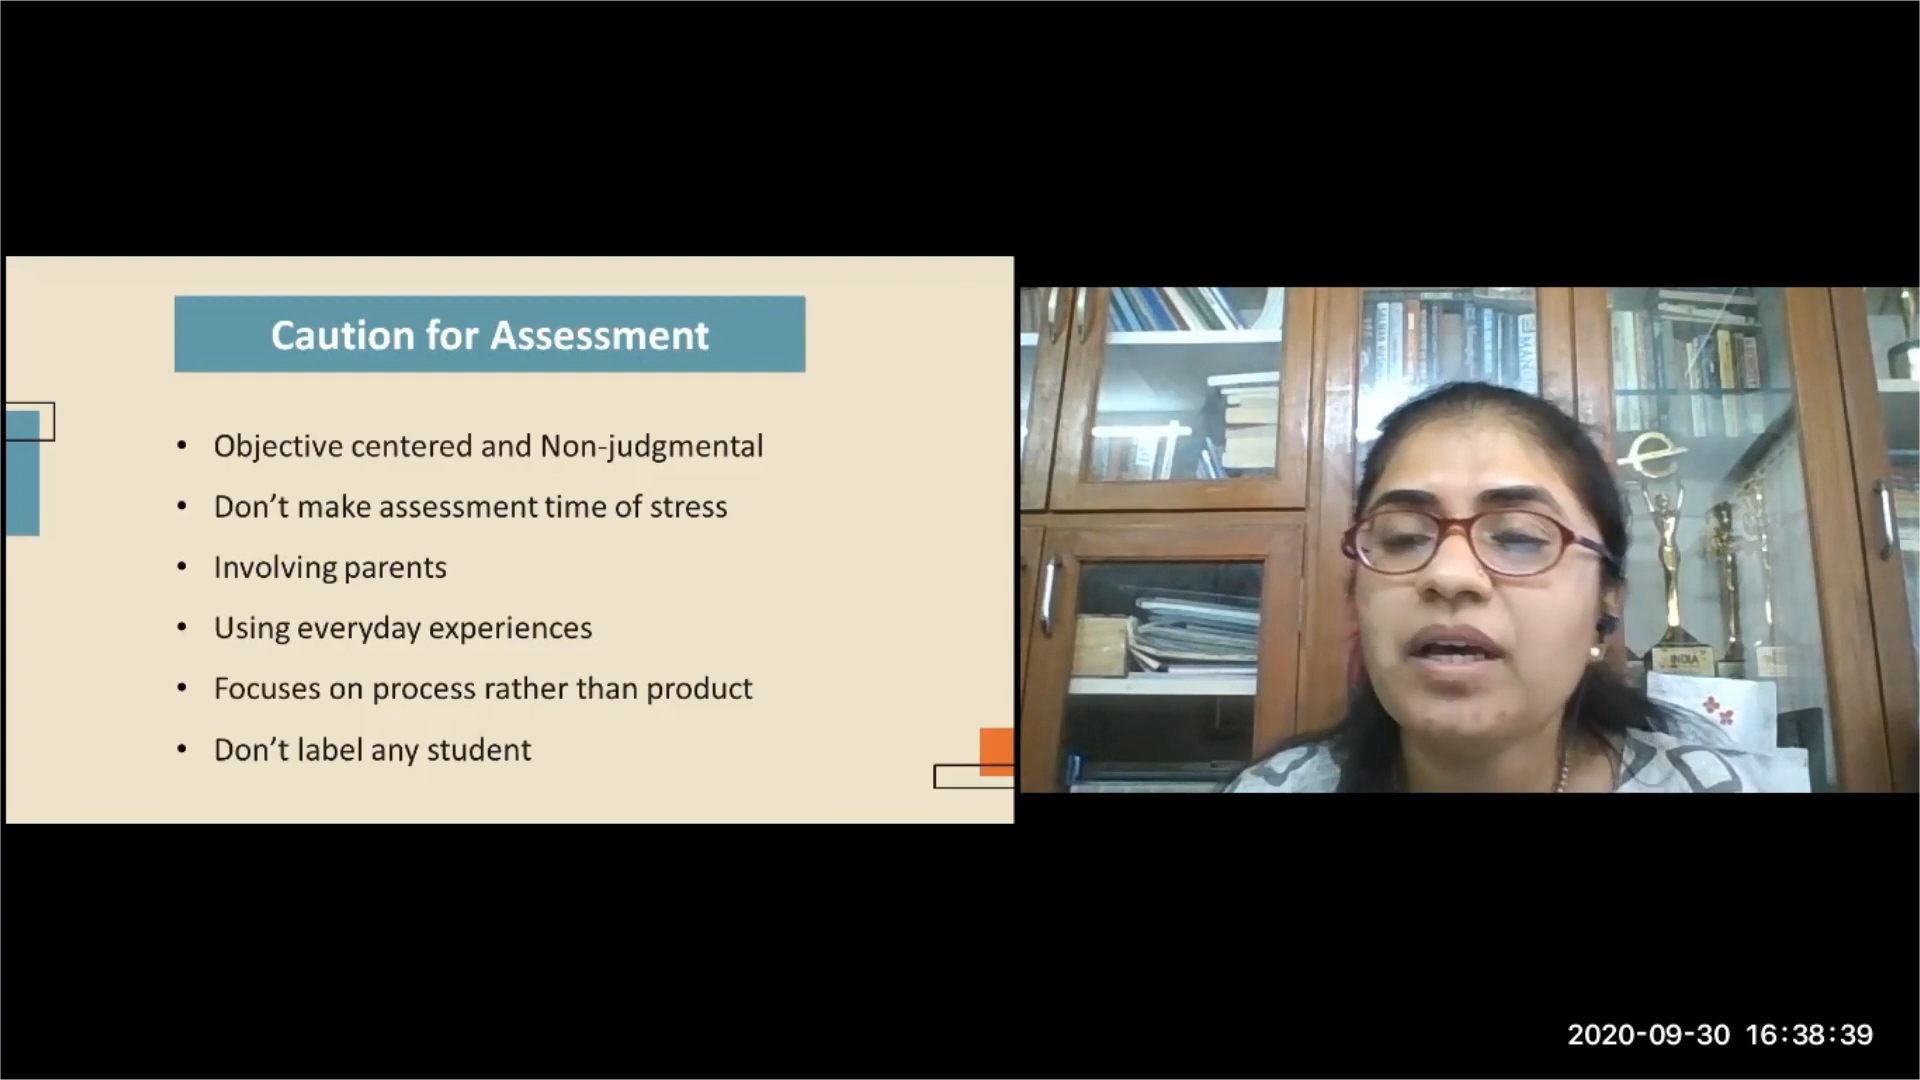 Caution for Assessment
• Objective centered and Non-judgmental
• Don’t make assessment time of stress
• Involving parents
• Using everyday experiences
• Focuses on process rather than product
• Don’t label any student
INDIA
2020-09-30 16:38:39